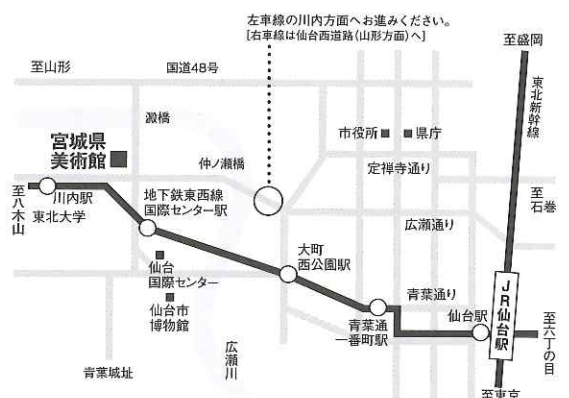 左車線の川内方面へお進みください。
[右車線は仙台西道路(山形方面)へ]
至盛岡
至山形
国道48号
東北新幹線
澱橋
市役所
県庁
宮城県
美術館
仲ノ瀬橋
定禅寺通り
川内駅
地下鉄東西線
国際センター駅
至八木山
東北大学
至石巻
広瀬通り
大町
西公園駅
仙台
国際センター
青葉通り
JR仙台駅
仙台市
博物館
仙台駅
青葉通
一番町駅
至六丁の目
広瀬川
青葉城址
至東京